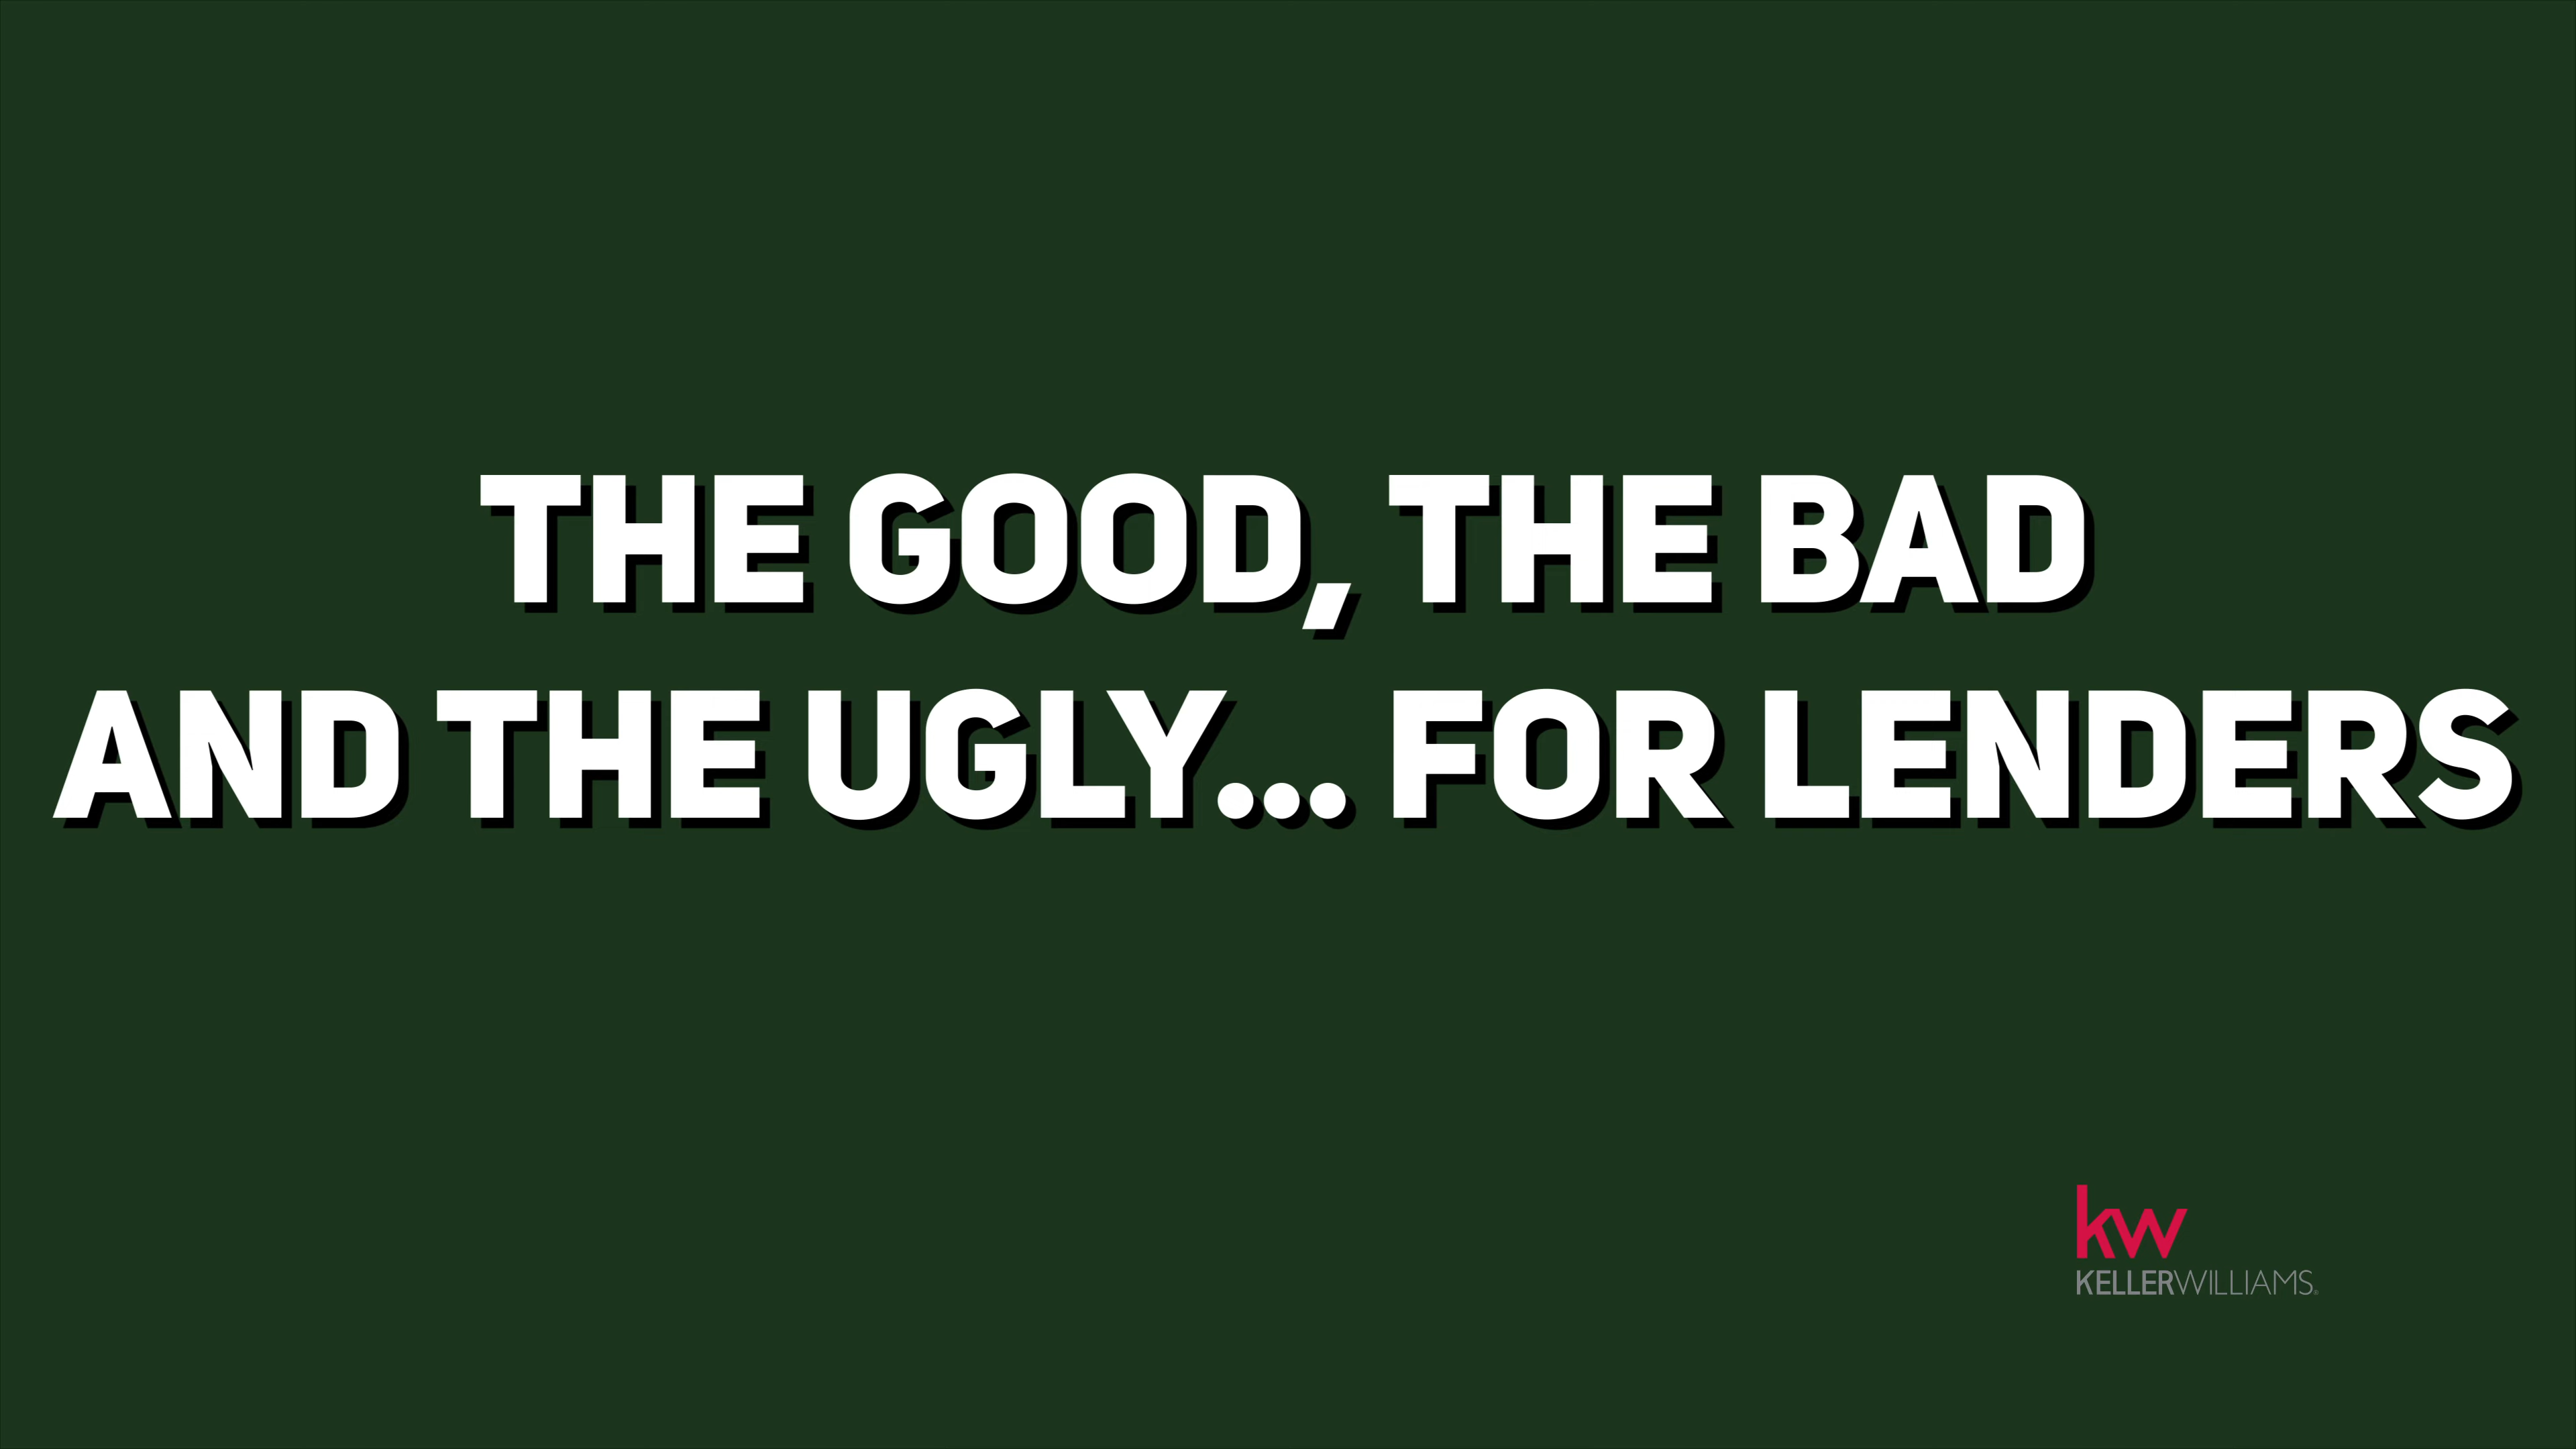 THE GOOD, THE BAD
AND THE UGLY... FOR LENDERS
kw
KELLERWILLIAMS®